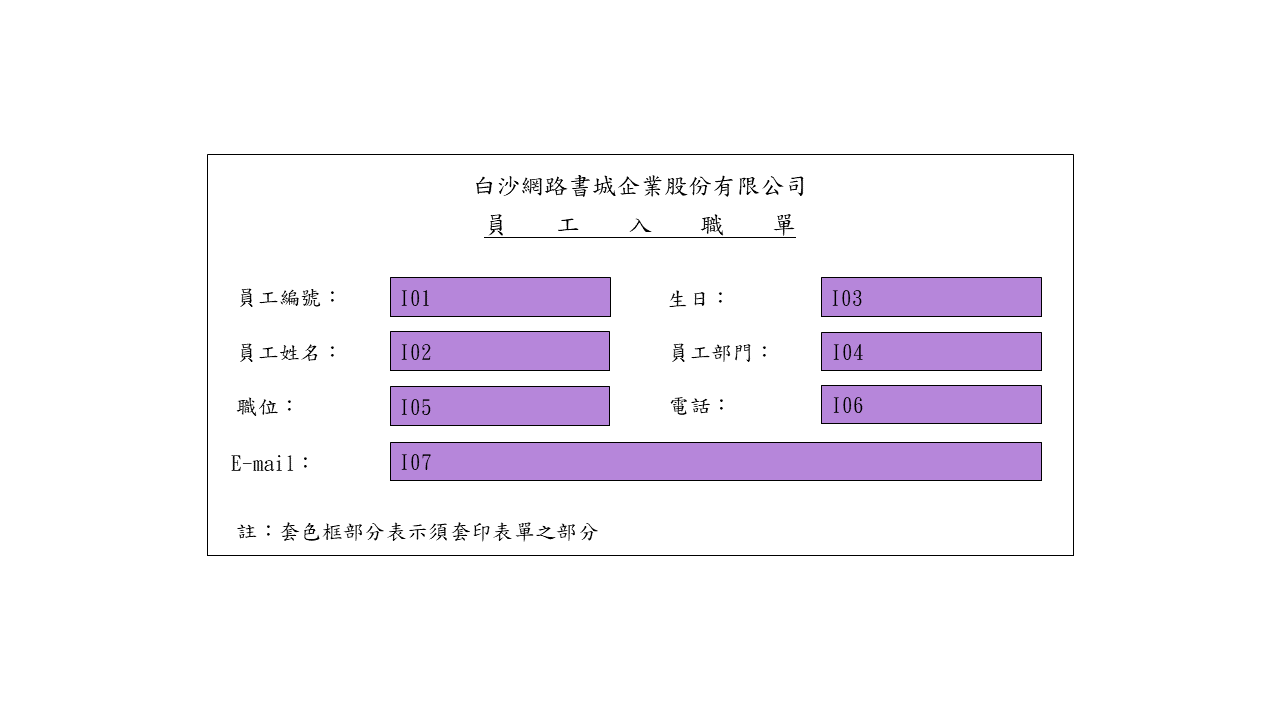 白沙網路書城企業股份有限公司
員工入職單
員工編號： I01 生日： I03
員工姓名： I02 員工部門： I04
職位： I05 電話： I06
E-mail： I07
註：套色框部分表示須套印表單之部分